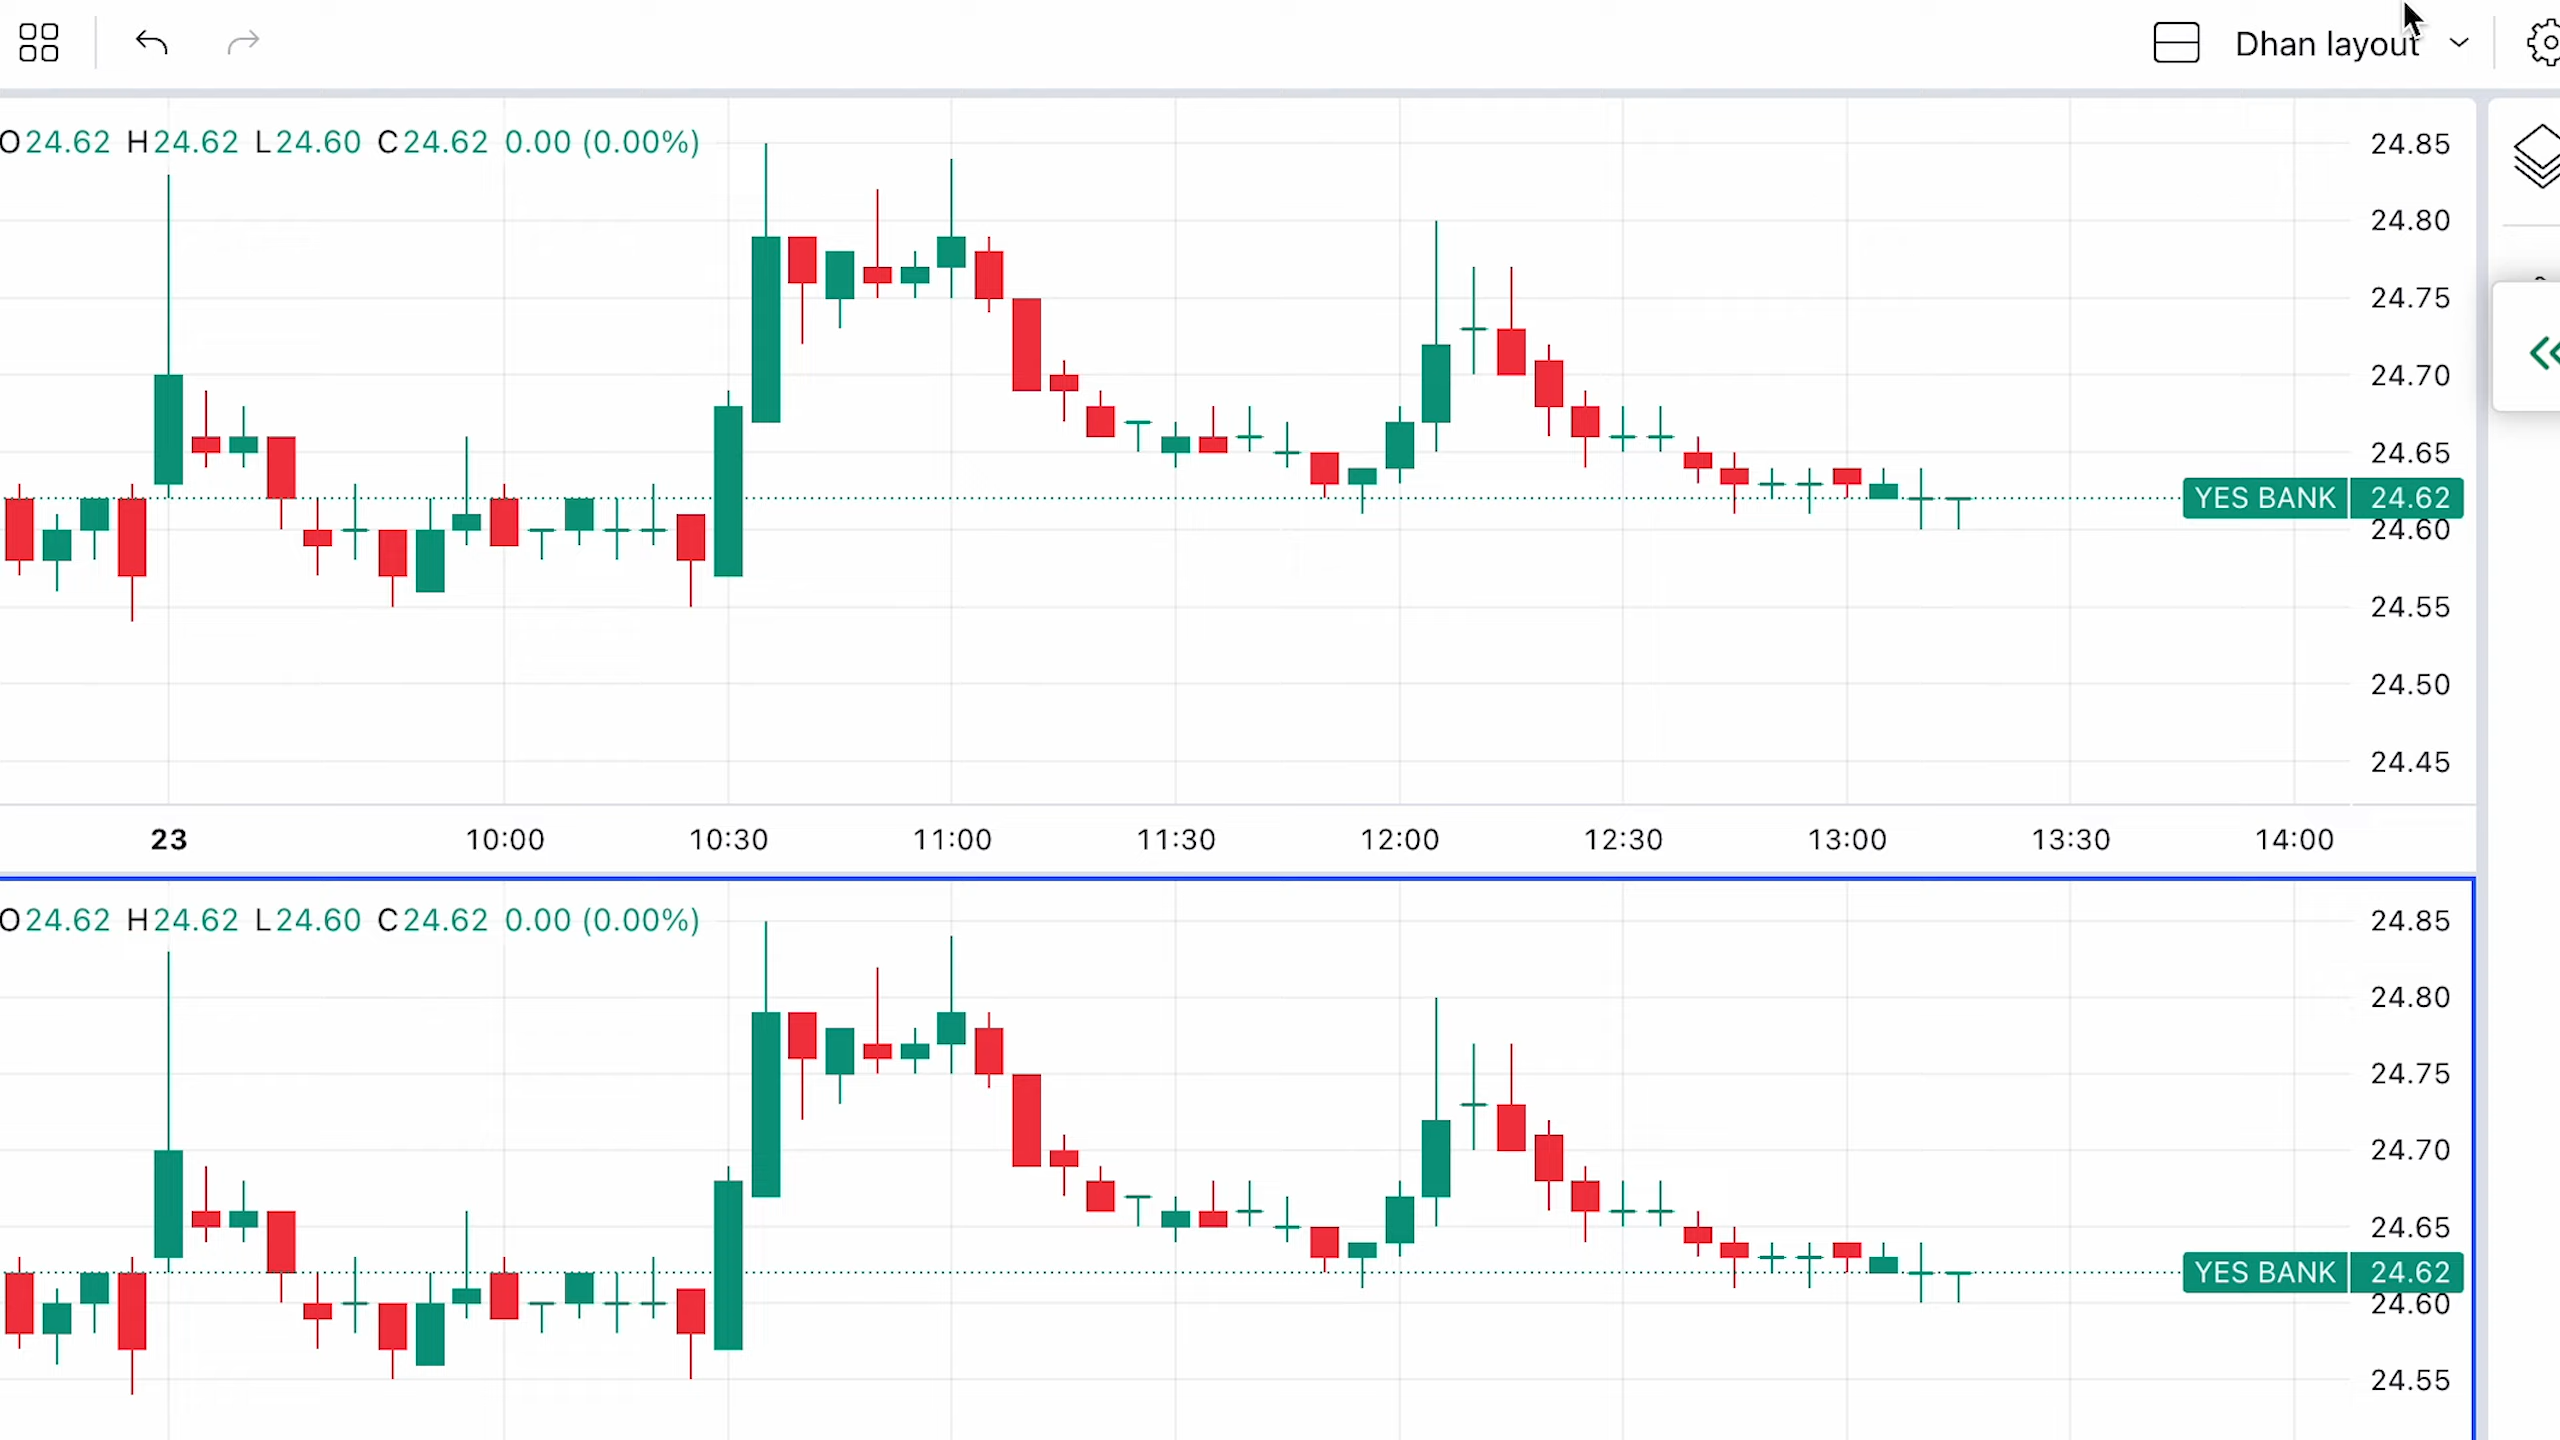 Dhan layout
O24.62 H24.62 L24.60 C24.62 0.00 (0.00%)
24.85
24.80
24.75
24.70
24.65
YES BANK 24.62
24.60
24.55
24.50
24.45
23 10:00 10:30 11:00 11:30 12:00 12:30 13:00 13:30 14:00
O24.62 H24.62 L24.60 C24.62 0.00 (0.00%)
24.85
24.80
24.75
24.70
24.65
YES BANK 24.62
24.60
24.55